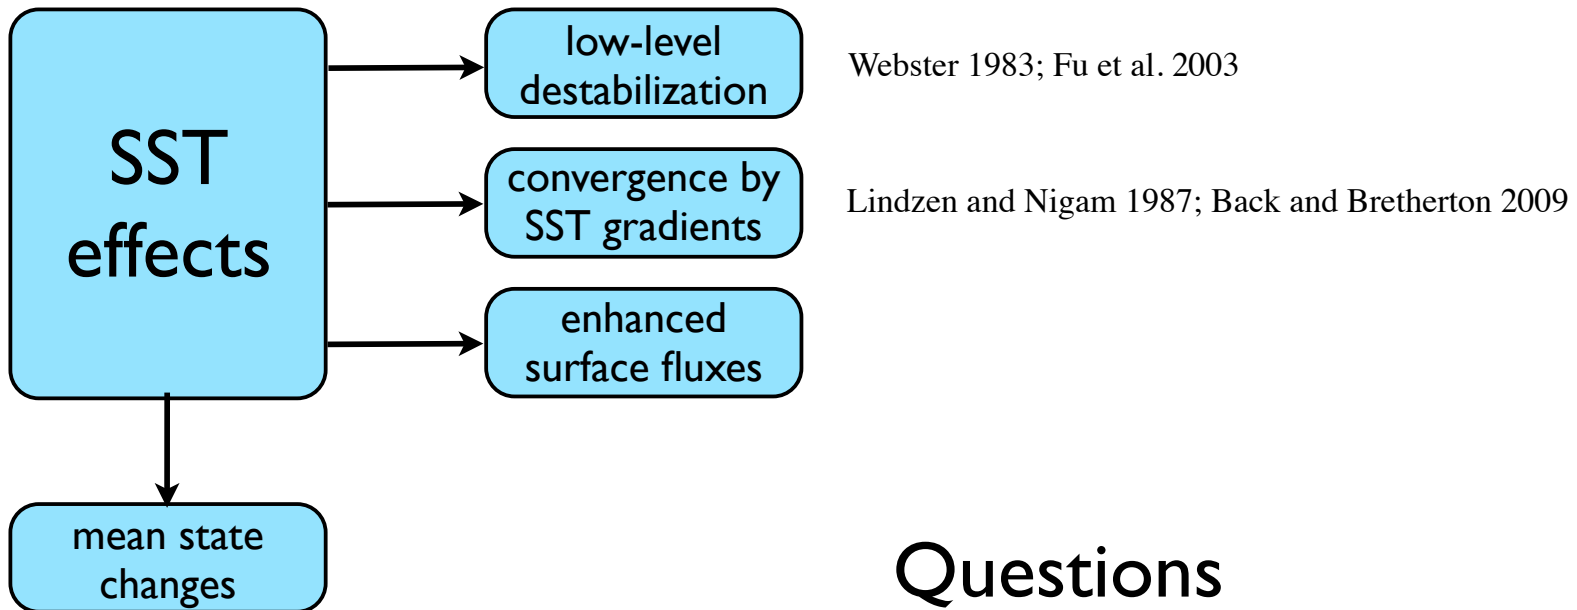 SST
effects
low-level
destabilization
Webster 1983; Fu et al. 2003
convergence by
SST gradients
Lindzen and Nigam 1987; Back and Bretherton 2009
enhanced
surface fluxes
mean state
changes
Questions